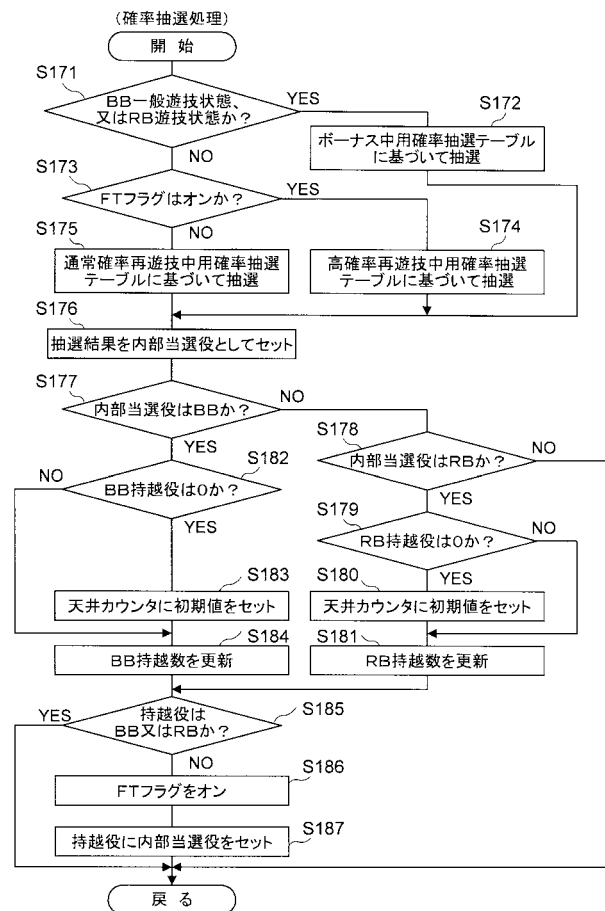 (確率抽選処理)
開 始
S171
BB一般遊技状態、
又はRB遊技状態か？
YES
S172
ボーナス中用確率抽選テーブル
に基づいて抽選
NO
S173
FTフラグはオンか？
YES
S175
NO
S174
通常確率再遊技中用確率抽選
テーブルに基づいて抽選
高確率再遊技中用確率抽選
テーブルに基づいて抽選
S176
抽選結果を内部当選役としてセット
S177
内部当選役はBBか？
NO
S178
YES
内部当選役はRBか？
NO
S182
NO
BB持越役は0か？
YES
S179
YES
RB持越役は0か？
NO
S183
S180
YES
天井カウンタに初期値をセット
天井カウンタに初期値をセット
S184
S181
BB持越数を更新
RB持越数を更新
YES
持越役は
BB又はRBか？
S185
NO
S186
FTフラグをオン
S187
持越役に内部当選役をセット
戻 る